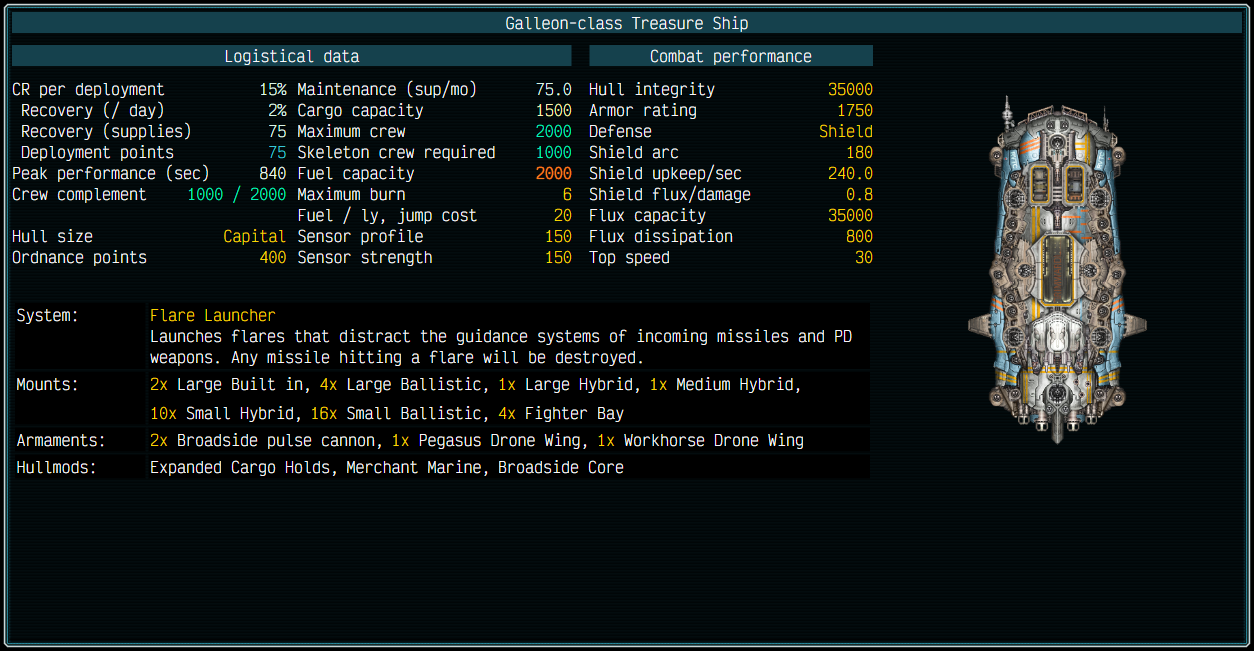 Galleon-class Treasure Ship
Logistical data
CR per deployment 15% Maintenance (sup/mo) 75.0
Recovery (/ day) 2% Cargo capacity 1500
Recovery (supplies) 75 Maximum crew 2000
Deployment points 75 Skeleton crew required 1000
Peak performance (sec) 840 Fuel capacity 2000
Crew complement 1000 / 2000 Maximum burn 6
Fuel / ly, jump cost 20
Hull size Capital Sensor profile 150
Ordnance points 400 Sensor strength 150
Combat performance
Hull integrity 35000
Armor rating 1750
Defense Shield
Shield arc 180
Shield upkeep/sec 240.0
Shield flux/damage 0.8
Flux capacity 35000
Flux dissipation 800
Top speed 30
System: Flare Launcher
Launches flares that distract the guidance systems of incoming missiles and PD
weapons. Any missile hitting a flare will be destroyed.
Mounts: 2x Large Built in, 4x Large Ballistic, 1x Large Hybrid, 1x Medium Hybrid,
10x Small Hybrid, 16x Small Ballistic, 4x Fighter Bay
Armaments: 2x Broadside pulse cannon, 1x Pegasus Drone Wing, 1x Workhorse Drone Wing
Hullmods: Expanded Cargo Holds, Merchant Marine, Broadside Core